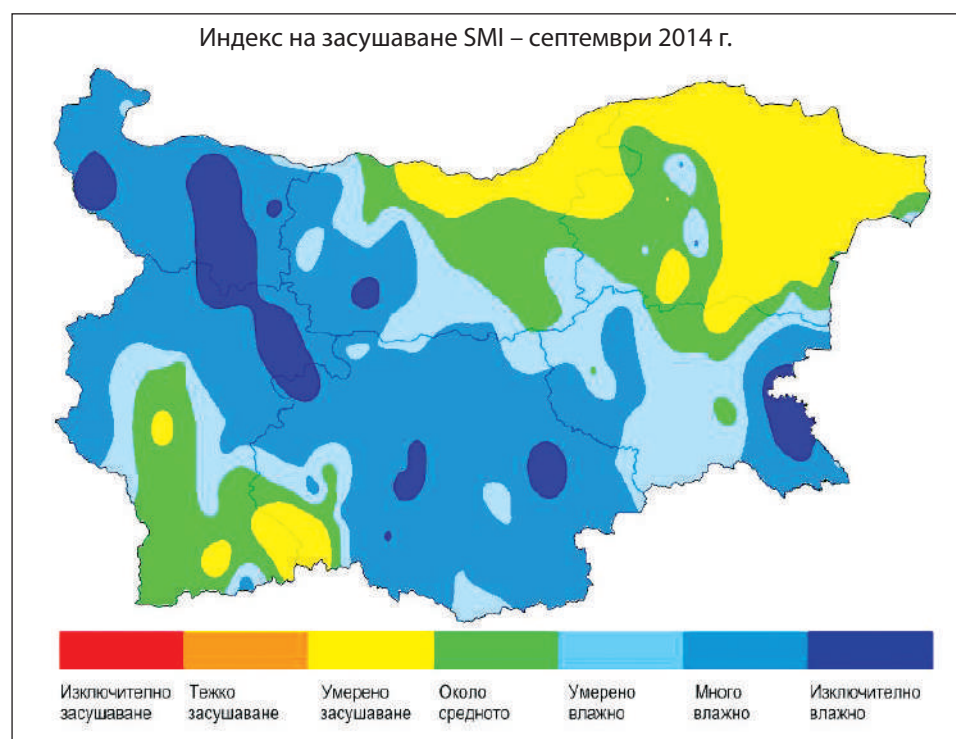 Индекс на засушаване SMI – септември 2014 г.
Изключително засушаване
Тежко засушаване
Умерено засушаване
Около средното
Умерено влажно
Много влажно
Изключително влажно